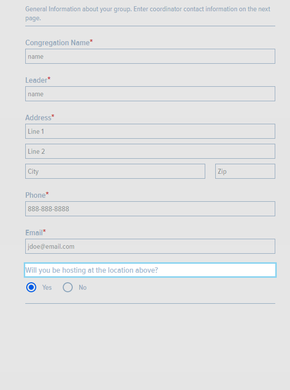 General Information about your group. Enter coordinator contact information on the next
page.
Congregation Name*
name
Leader*
name
Address*
Line 1
Line 2
City
Zip
Phone*
888-888-8888
Email*
jdoe@email.com
Will you be hosting at the location above?
Yes
No